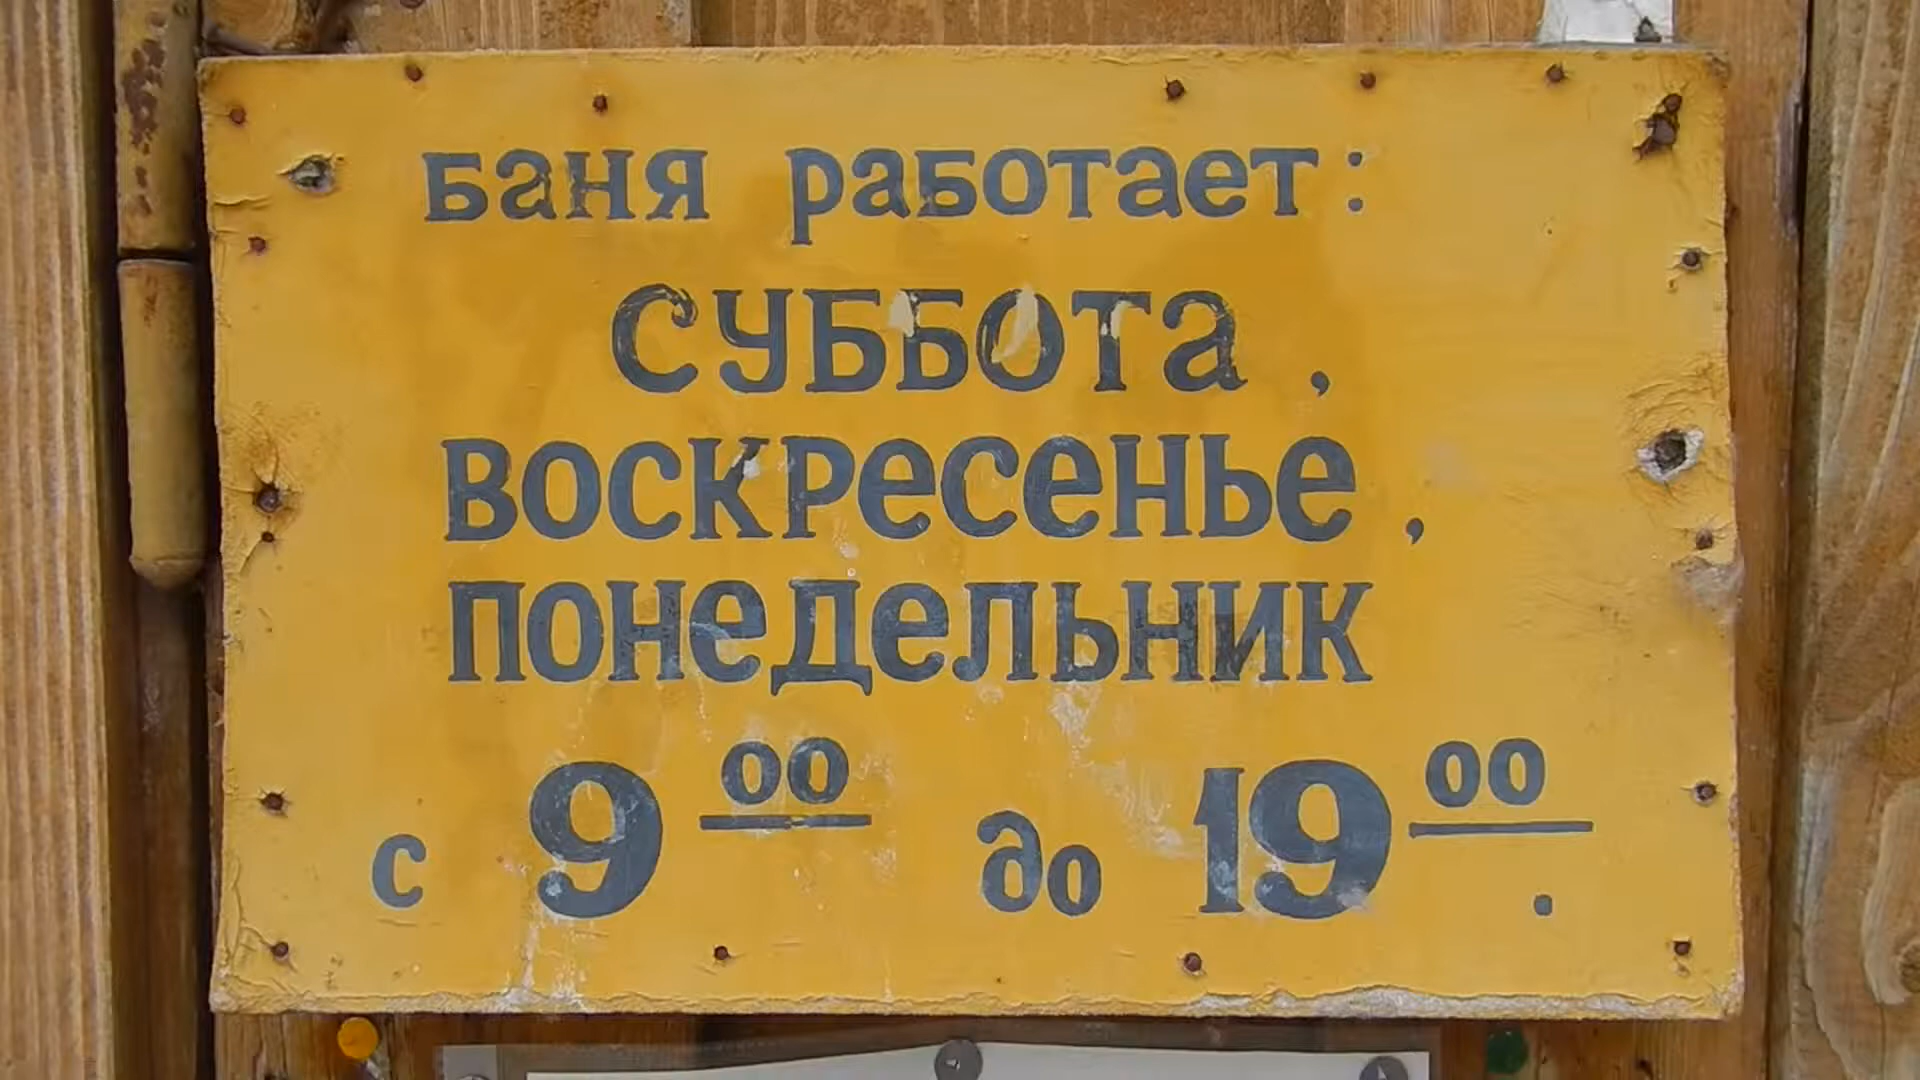 баня работает:
суббота,
воскресенье,
понедельник
с 9⁰⁰ до 19⁰⁰.